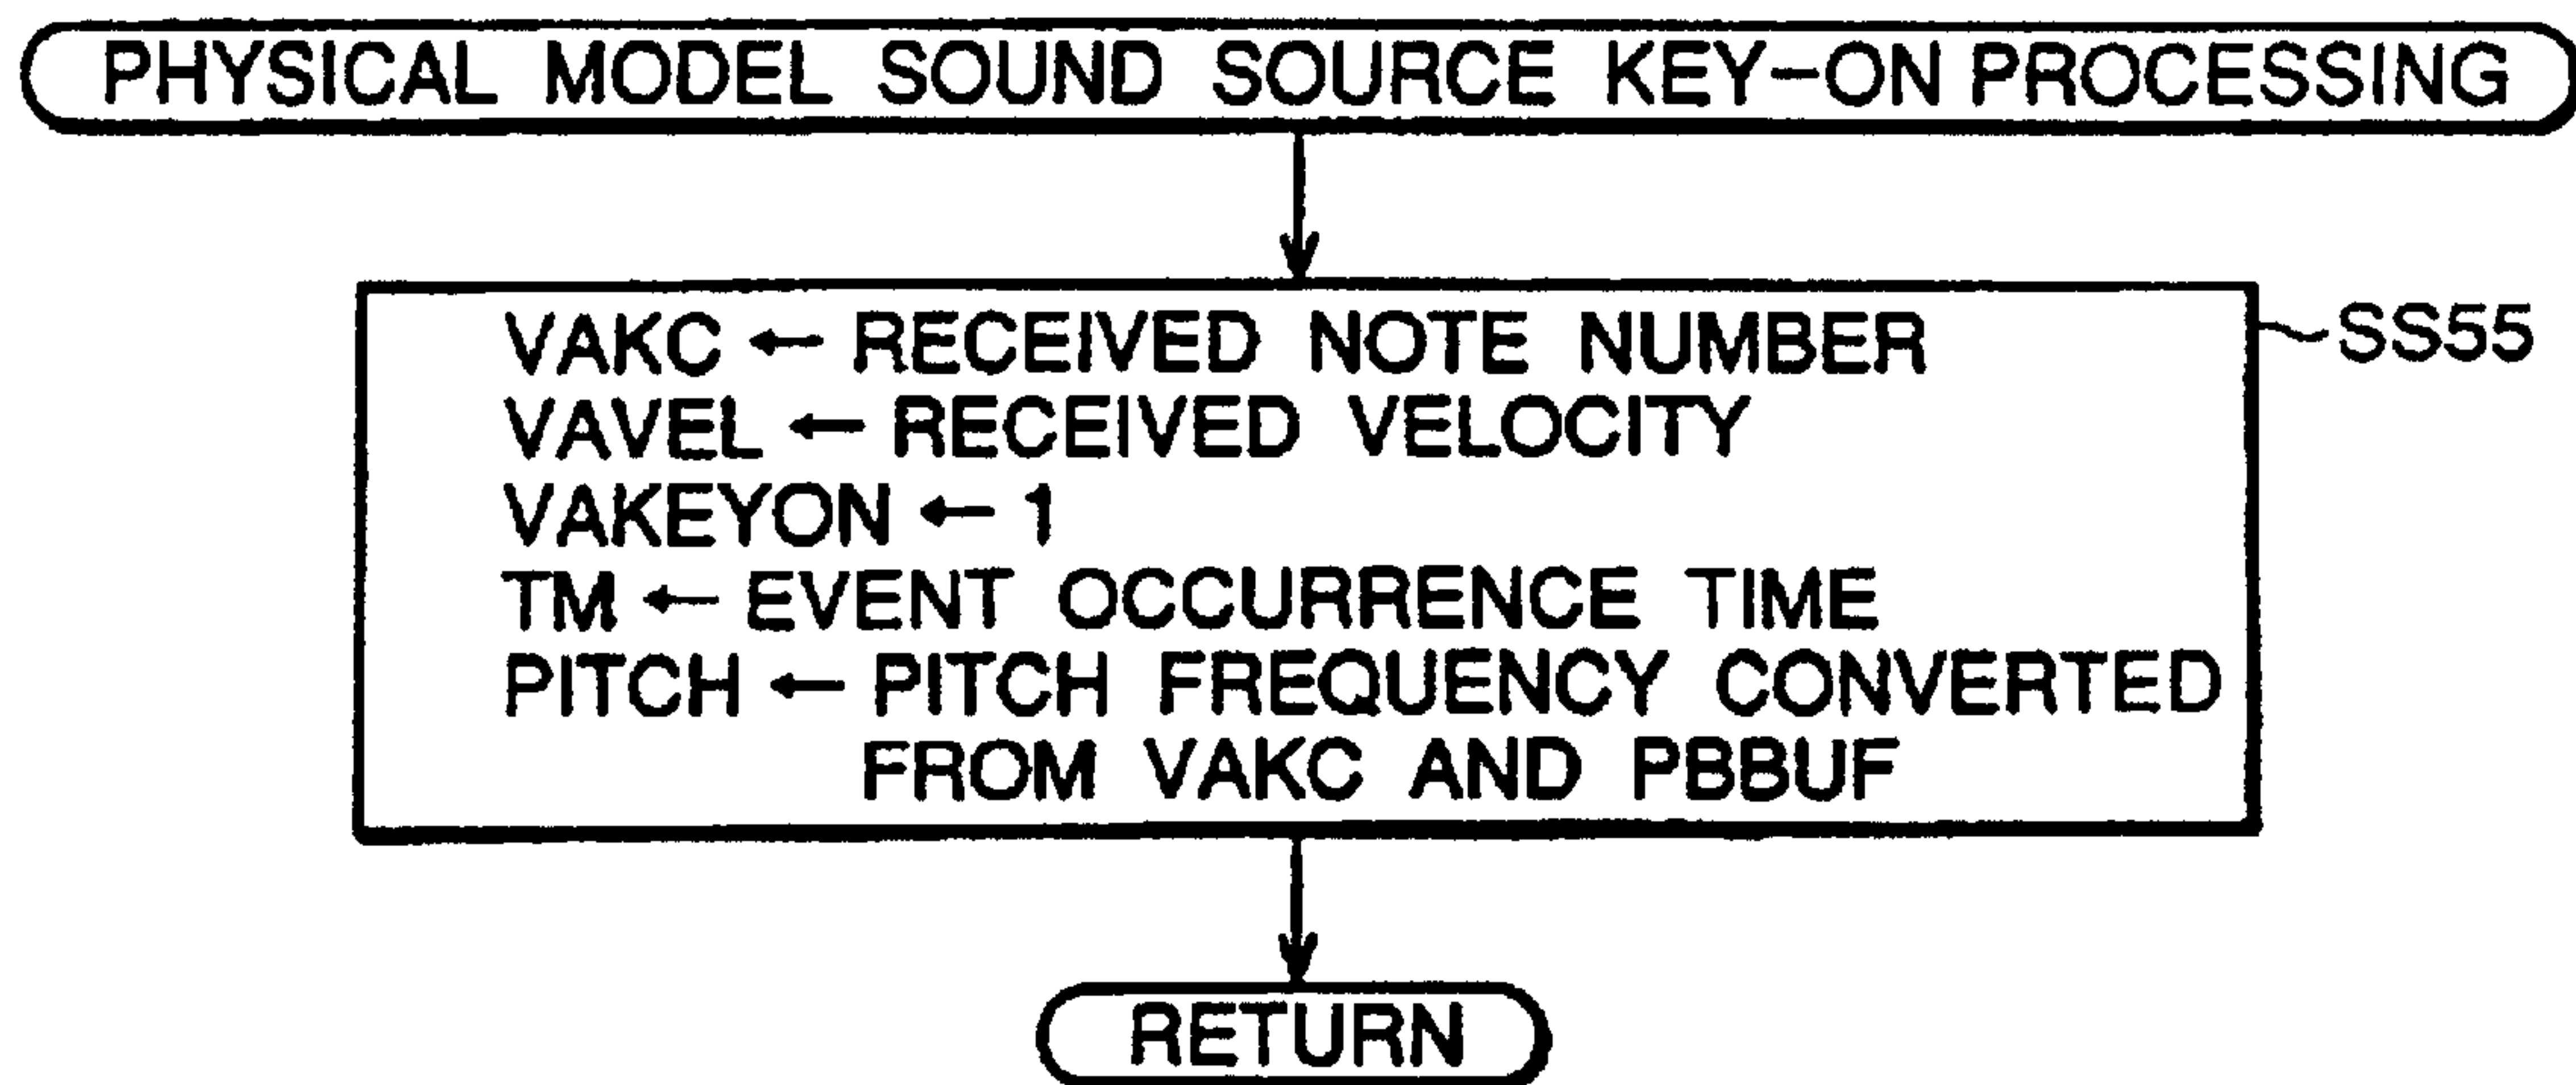 PHYSICAL MODEL SOUND SOURCE KEY-ON PROCESSING
VAKC ← RECEIVED NOTE NUMBER
SS55
VAVEL ← RECEIVED VELOCITY
VAKEYON ← 1
TM ← EVENT OCCURRENCE TIME
PITCH ← PITCH FREQUENCY CONVERTED
FROM VAKC AND PBBUF
RETURN